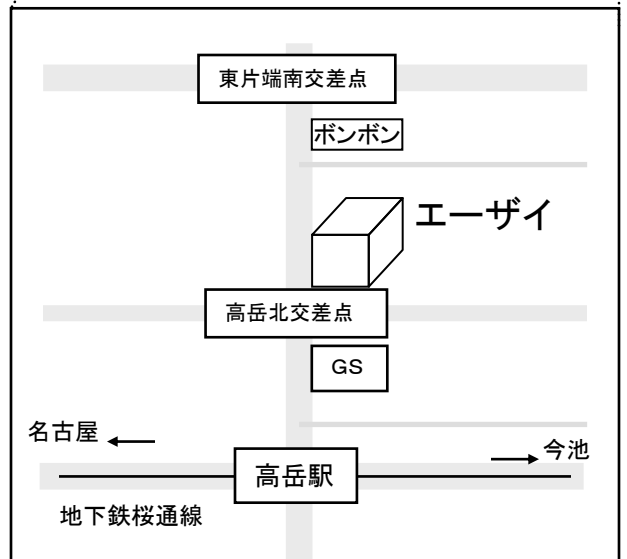 東片端南交差点
ボンボン
エーザイ
高岳北交差点
GS
名古屋
今池
高岳駅
地下鉄桜通線